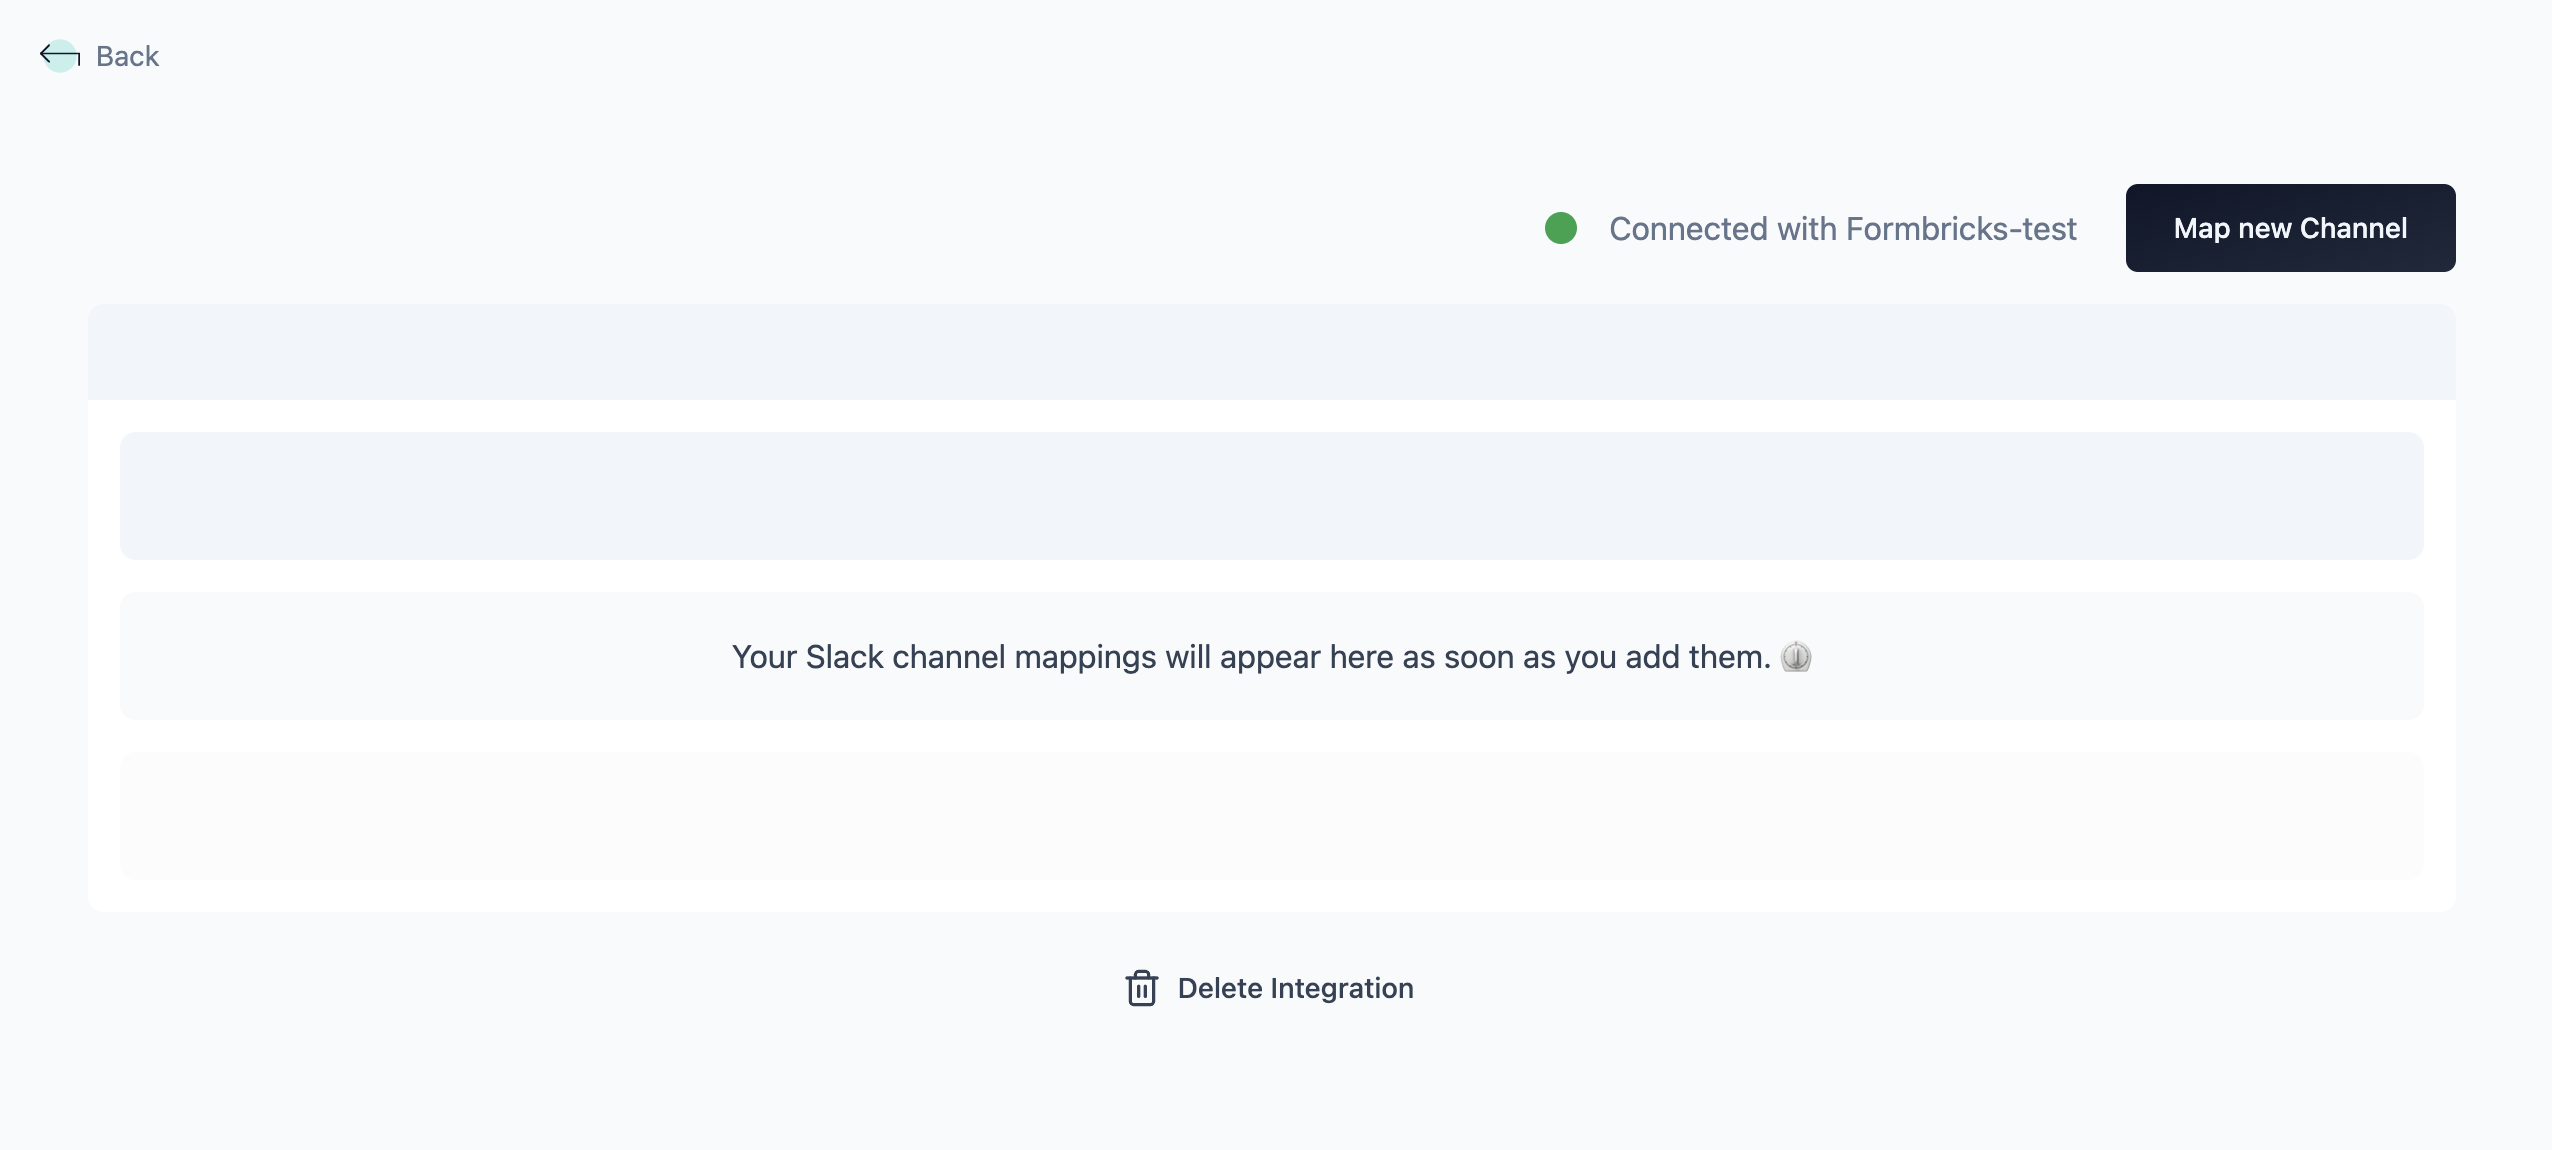 Back
Connected with Formbricks-test
Map new Channel
Your Slack channel mappings will appear here as soon as you add them. ⏲️
Delete Integration